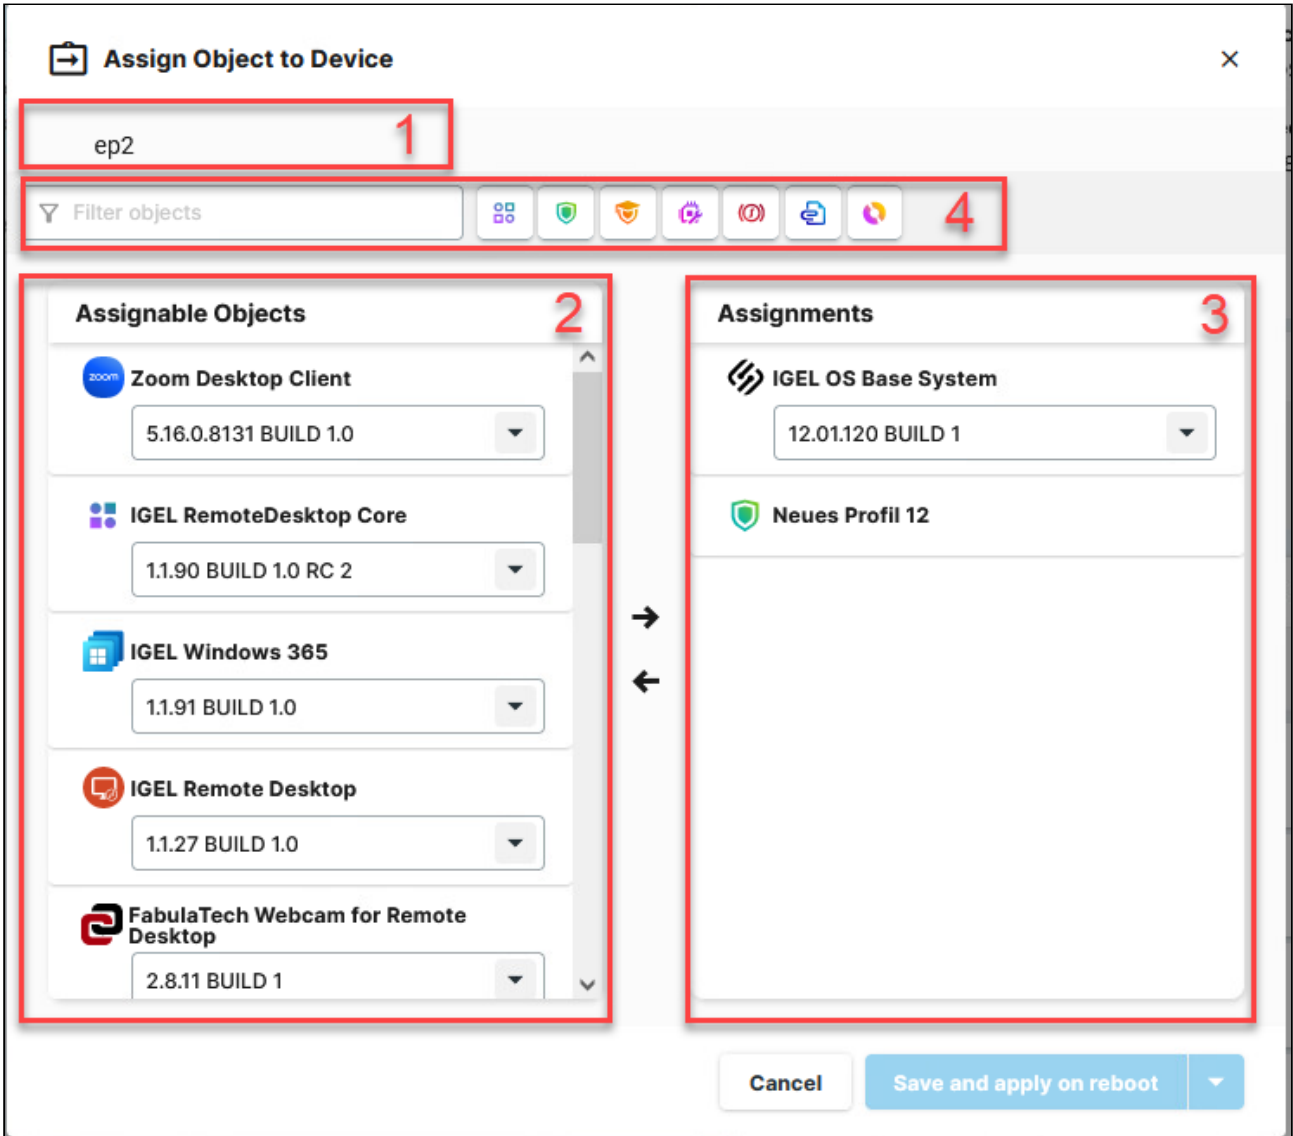 Assign Object to Device
1
ep2
Filter objects
4
Assignable Objects
2
zoom
Zoom Desktop Client
5.16.0.8131 BUILD 1.0
IGEL RemoteDesktop Core
1.1.90 BUILD 1.0 RC 2
IGEL Windows 365
1.1.91 BUILD 1.0
IGEL Remote Desktop
1.1.27 BUILD 1.0
FabulaTech Webcam for Remote
Desktop
2.8.11 BUILD 1
Assignments
3
IGEL OS Base System
12.01.120 BUILD 1
Neues Profil 12
Cancel
Save and apply on reboot